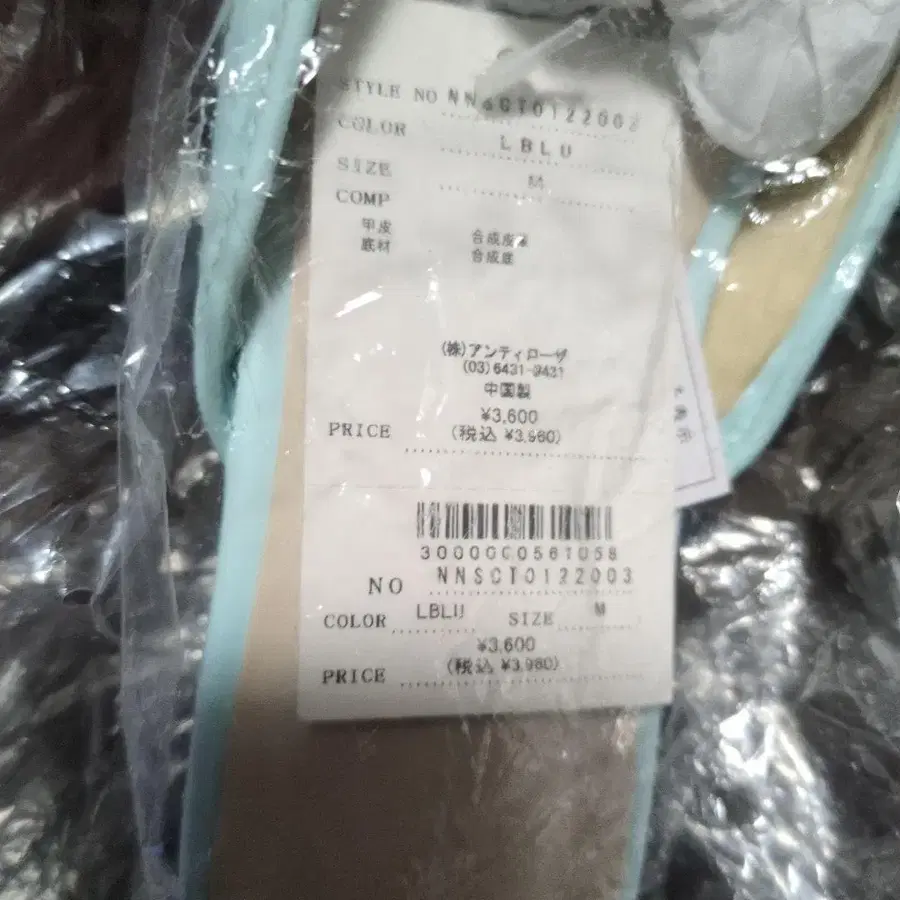 STYLE NO NNSCT0122003
COLOR LBLU
SIZE M
COMP
甲皮 合成皮革
底材 合成底
(株)アンティローザ
(03)6431-9431
中国製
¥3,600
PRICE (税込 ¥3,960)
3000000561058
NO NNSCT0122003
COLOR LBLU SIZE M
¥3,600
PRICE (税込 ¥3,960)